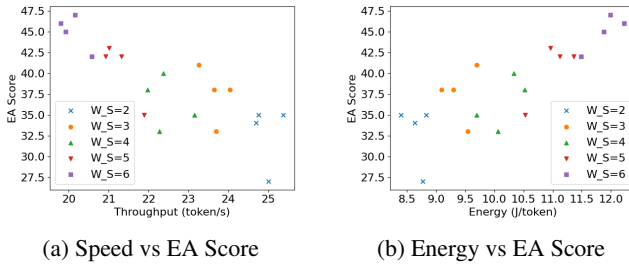 47.5
45.0
42.5
40.0
37.5
35.0
32.5
30.0
27.5
EA Score
W_S=2
W_S=3
W_S=4
W_S=5
W_S=6
20 21 22 23 24 25
Throughput (token/s)
(a) Speed vs EA Score
47.5
45.0
42.5
40.0
37.5
35.0
32.5
30.0
27.5
EA Score
W_S=2
W_S=3
W_S=4
W_S=5
W_S=6
8.5 9.0 9.5 10.0 10.5 11.0 11.5 12.0
Energy (J/token)
(b) Energy vs EA Score